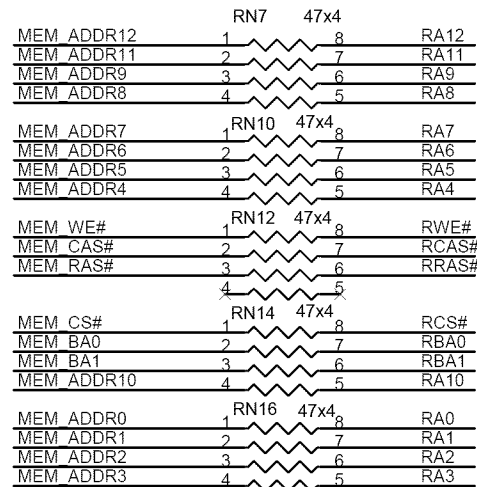 RN7 47x4
MEM_ADDR12 1 8 RA12
MEM_ADDR11 2 7 RA11
MEM_ADDR9 3 6 RA9
MEM_ADDR8 4 5 RA8
RN10 47x4
MEM_ADDR7 1 8 RA7
MEM_ADDR6 2 7 RA6
MEM_ADDR5 3 6 RA5
MEM_ADDR4 4 5 RA4
RN12 47x4
MEM_WE# 1 8 RWE#
MEM_CAS# 2 7 RCAS#
MEM_RAS# 3 6 RRAS#
4 5
RN14 47x4
MEM_CS# 1 8 RCS#
MEM_BA0 2 7 RBA0
MEM_BA1 3 6 RBA1
MEM_ADDR10 4 5 RA10
RN16 47x4
MEM_ADDR0 1 8 RA0
MEM_ADDR1 2 7 RA1
MEM_ADDR2 3 6 RA2
MEM_ADDR3 4 5 RA3